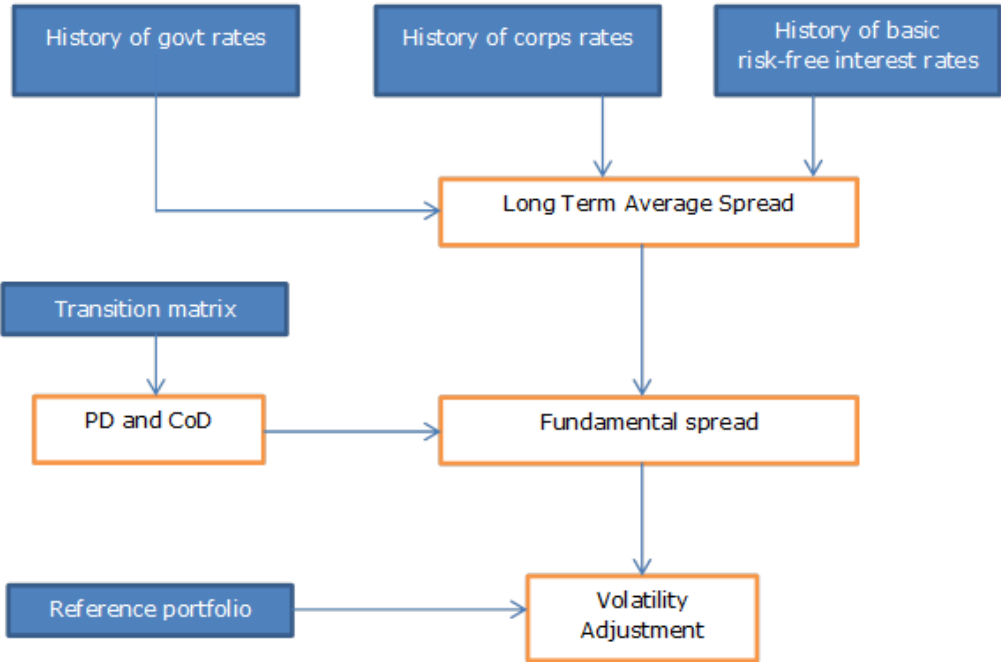 History of govt rates
History of corps rates
History of basic
risk-free interest rates
Long Term Average Spread
Transition matrix
PD and CoD
Fundamental spread
Reference portfolio
Volatility
Adjustment